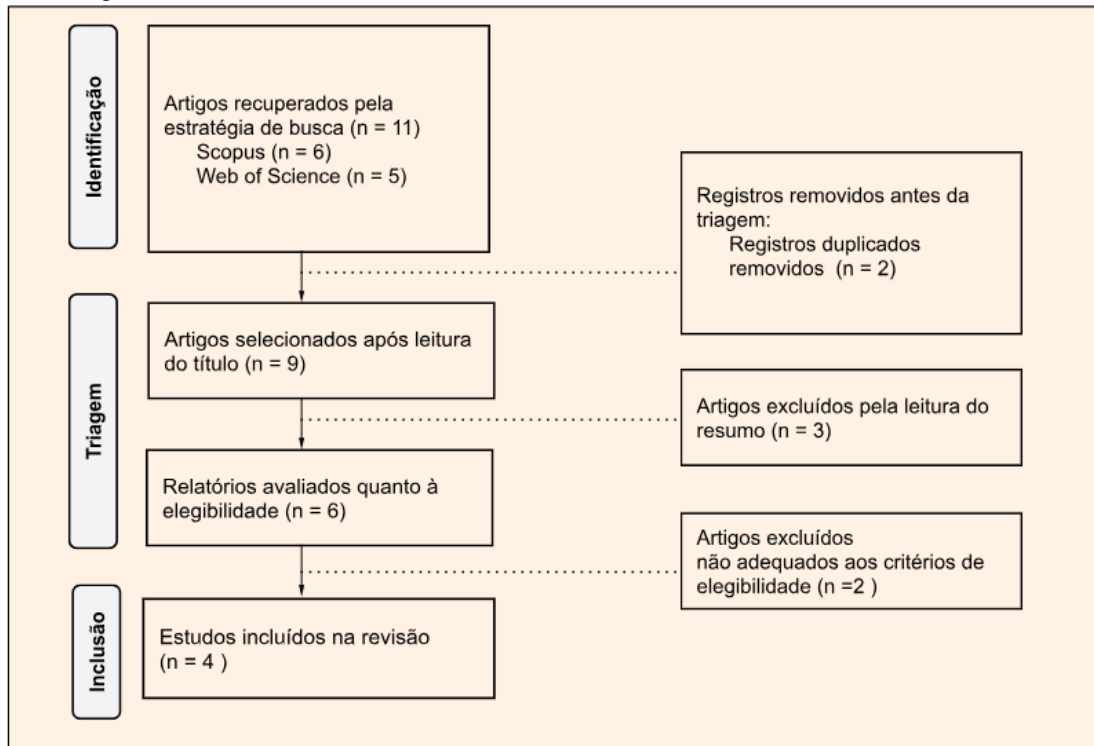 Identificação
Artigos recuperados pela
estratégia de busca (n = 11)
Scopus (n = 6)
Web of Science (n = 5)
Registros removidos antes da
triagem:
Registros duplicados
removidos (n = 2)
Triagem
Artigos selecionados após leitura
do título (n = 9)
Artigos excluídos pela leitura do
resumo (n = 3)
Relatórios avaliados quanto à
elegibilidade (n = 6)
Artigos excluídos
não adequados aos critérios de
elegibilidade (n =2 )
Inclusão
Estudos incluídos na revisão
(n = 4 )